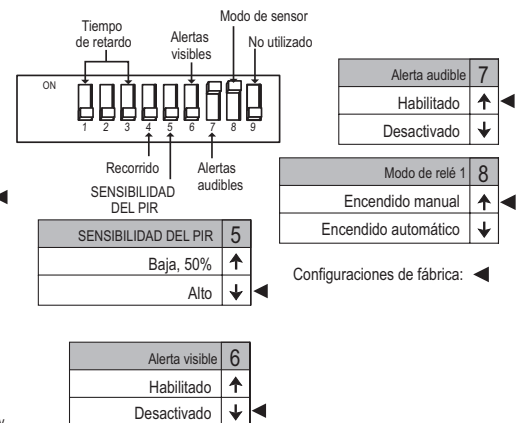 Tiempo
de retardo
Alertas
visibles
Modo de sensor
No utilizado
ON
1 2 3 4 5 6 7 8 9
Recorrido
SENSIBILIDAD
DEL PIR
Alertas
audibles
Alerta audible 7
Habilitado ↑
Desactivado ↓
Modo de relé 1 8
Encendido manual ↑
Encendido automático ↓
Configuraciones de fábrica: ◄
SENSIBILIDAD DEL PIR 5
Baja, 50% ↑
Alto ↓
Alerta visible 6
Habilitado ↑
Desactivado ↓
y